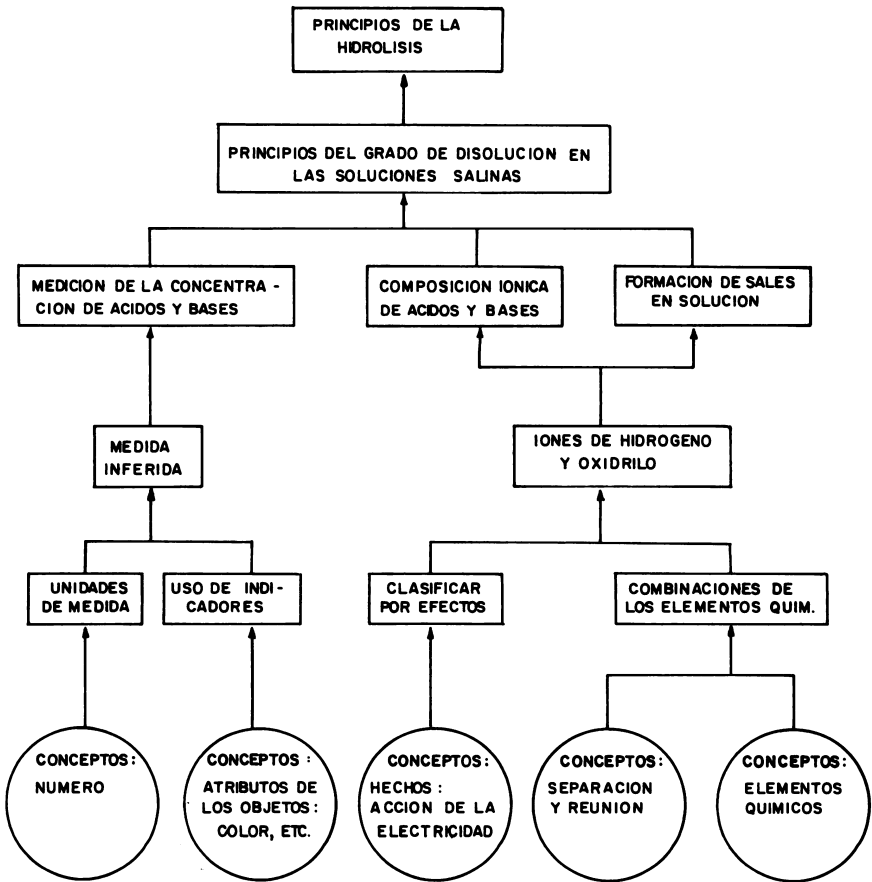 PRINCIPIOS DE LA
HIDROLISIS
PRINCIPIOS DEL GRADO DE DISOLUCION EN
LAS SOLUCIONES SALINAS
MEDICION DE LA CONCENTRA -
CION DE ACIDOS Y BASES
COMPOSICION IONICA
DE ACIDOS Y BASES
FORMACION DE SALES
EN SOLUCION
MEDIDA
INFERIDA
IONES DE HIDROGENO
Y OXIDRILO
UNIDADES
DE MEDIDA
USO DE INDI -
CADORES
CLASIFICAR
POR EFECTOS
COMBINACIONES DE
LOS ELEMENTOS QUIM.
CONCEPTOS:
NUMERO
CONCEPTOS :
ATRIBUTOS DE
LOS OBJETOS:
COLOR, ETC.
CONCEPTOS:
HECHOS:
ACCION DE LA
ELECTRICIDAD
CONCEPTOS:
SEPARACION
Y REUNION
CONCEPTOS:
ELEMENTOS
QUIMICOS